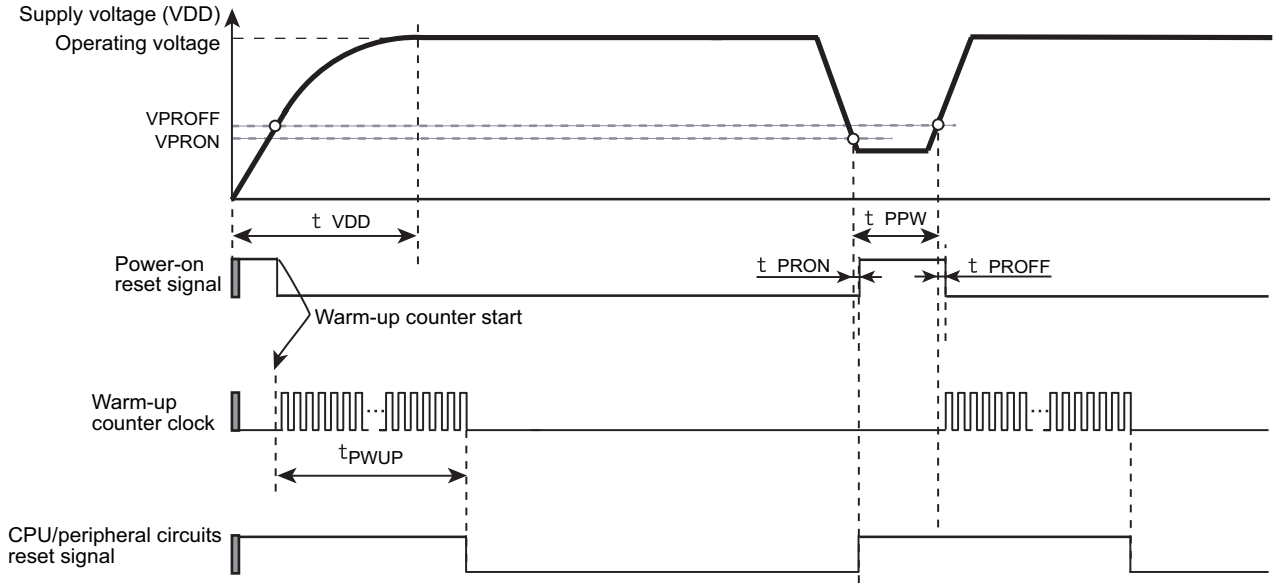 Supply voltage (VDD)
Operating voltage
VPROFF
VPRON
t VDD
t PPW
Power-on
reset signal
t PRON
t PROFF
Warm-up counter start
Warm-up
counter clock
...
...
tPWUP
CPU/peripheral circuits
reset signal